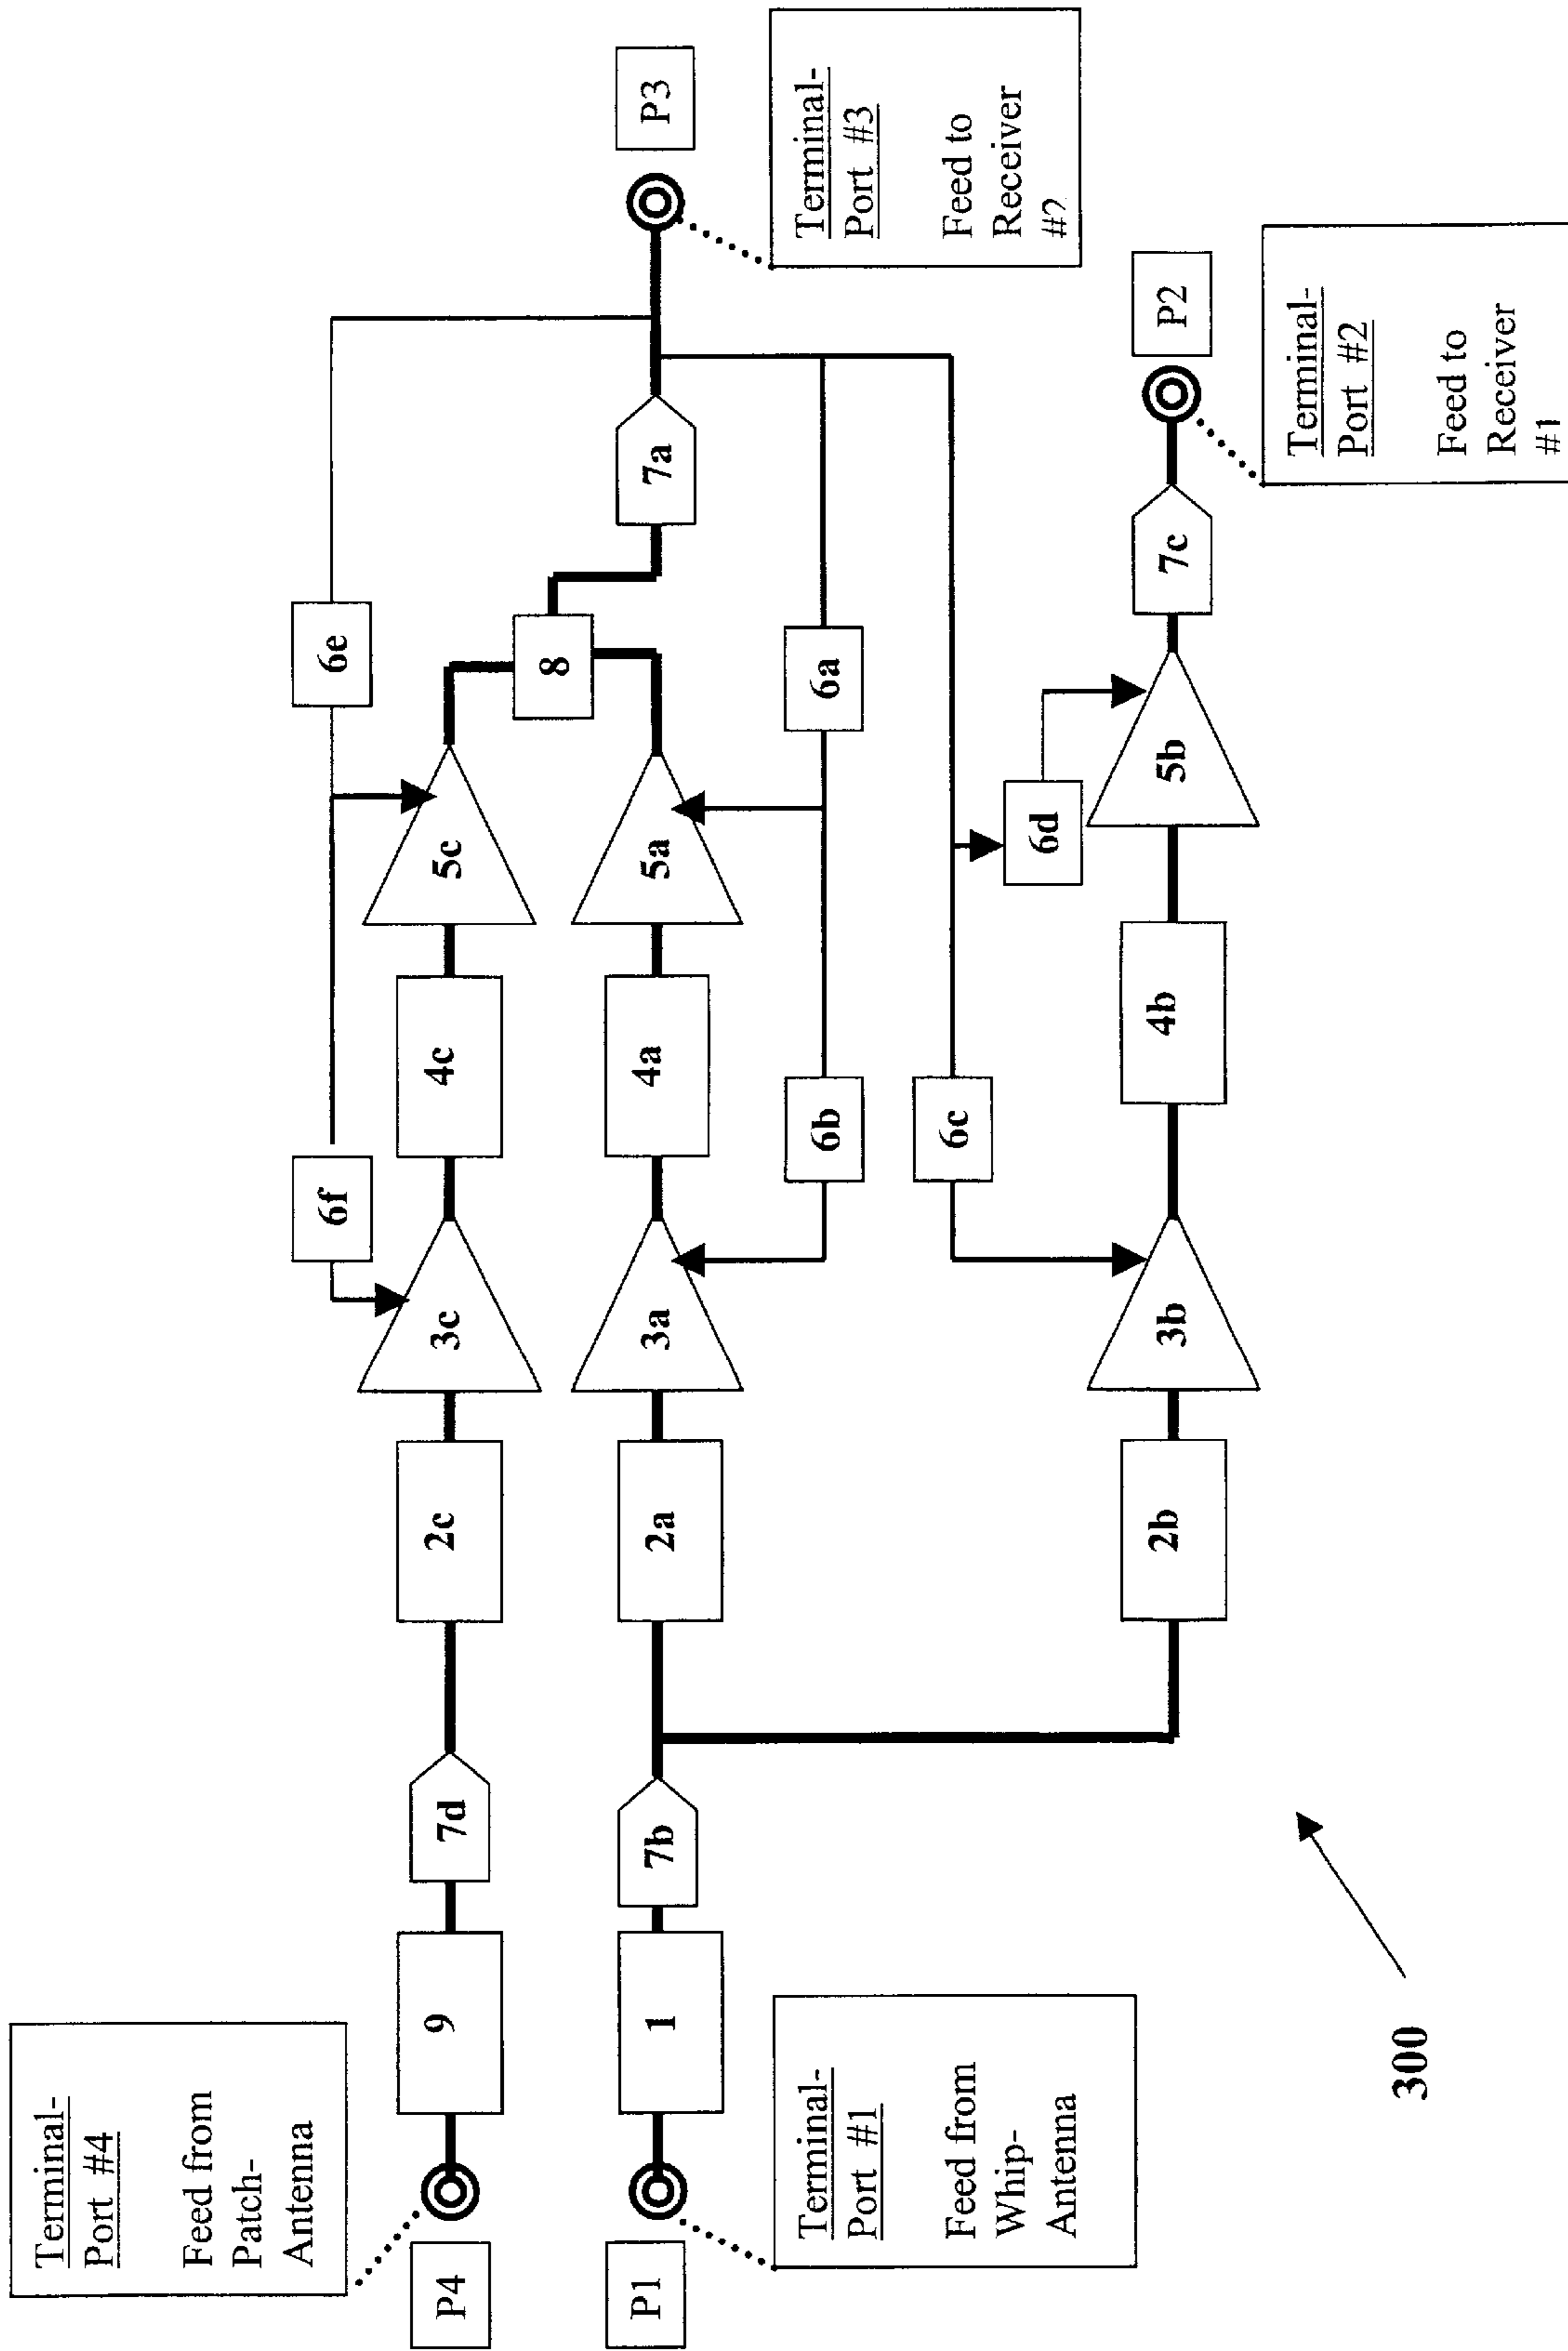 Terminal-
Port #4
Feed from
Patch-
Antenna
P4
9
7d
2c
3c
6f
4c
5c
6e
8
7a
P3
Terminal-
Port #3
Feed to
Receiver
#2
P1
1
7b
2a
3a
4a
5a
6b
6a
Terminal-
Port #1
Feed from
Whip-
Antenna
6c
6d
2b
3b
4b
5b
7c
P2
Terminal-
Port #2
Feed to
Receiver
#1
300